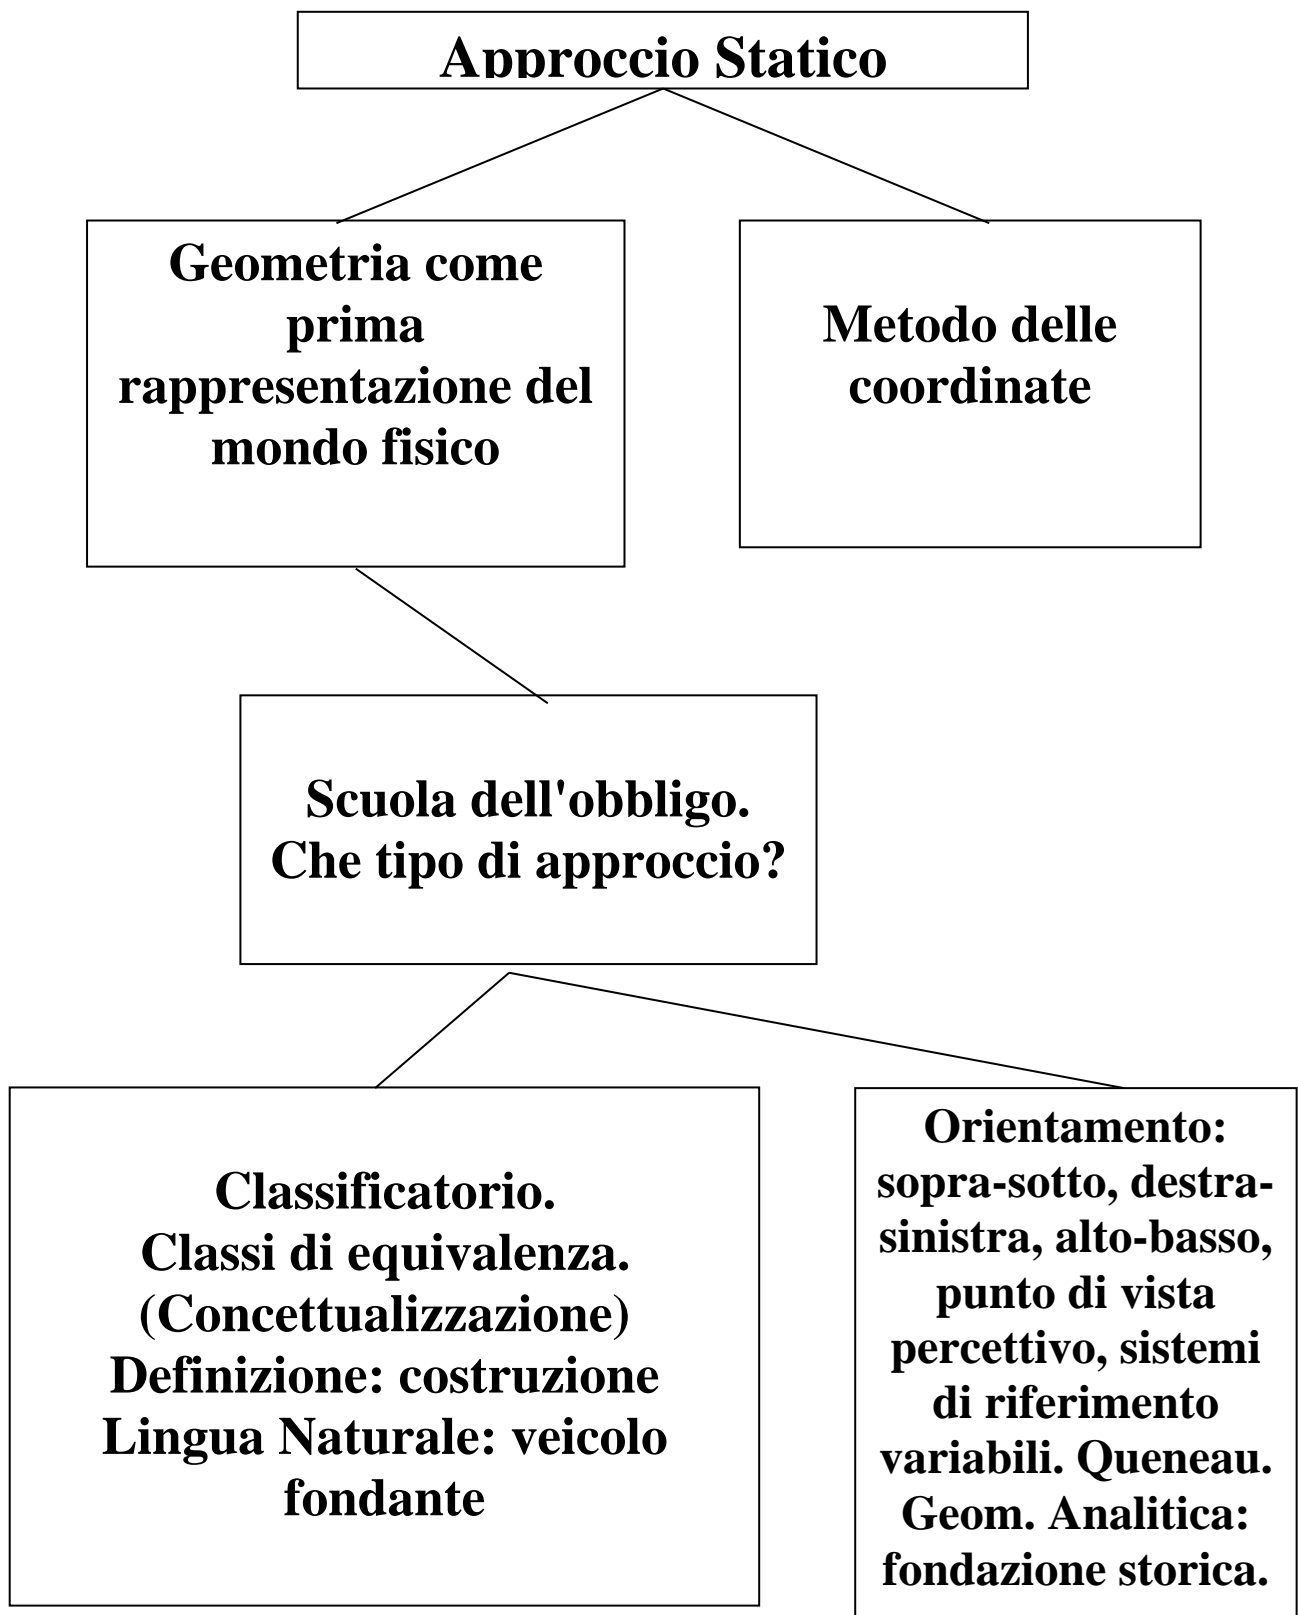 Approccio Statico
Geometria come
prima
rappresentazione del
mondo fisico
Metodo delle
coordinate
Scuola dell'obbligo.
Che tipo di approccio?
Classificatorio.
Classi di equivalenza.
(Concettualizzazione)
Definizione: costruzione
Lingua Naturale: veicolo
fondante
Orientamento:
sopra-sotto, destra-
sinistra, alto-basso,
punto di vista
percettivo, sistemi
di riferimento
variabili. Queneau.
Geom. Analitica:
fondazione storica.